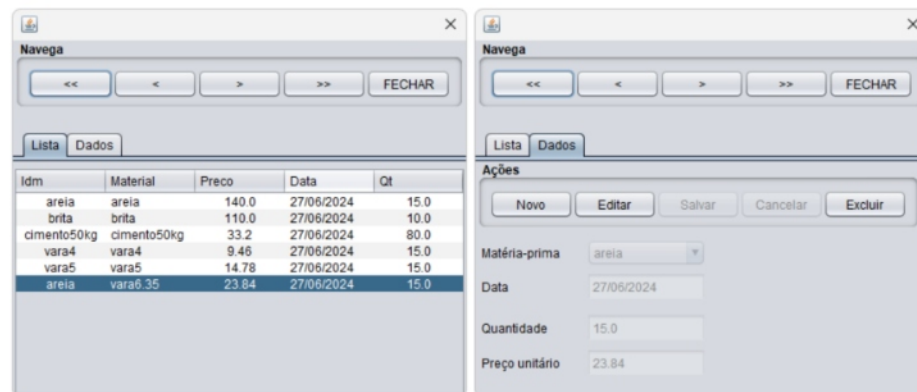 Navega
<< < > >> FECHAR
Lista Dados
Idm Material Preco Data Qt
areia areia 140.0 27/06/2024 15.0
brita brita 110.0 27/06/2024 10.0
cimento50kg cimento50kg 33.2 27/06/2024 80.0
vara4 vara4 9.46 27/06/2024 15.0
vara5 vara5 14.78 27/06/2024 15.0
areia vara6.35 23.84 27/06/2024 15.0
Navega
<< < > >> FECHAR
Lista Dados
Ações
Novo Editar Salvar Cancelar Excluir
Matéria-prima areia
Data 27/06/2024
Quantidade 15.0
Preço unitário 23.84